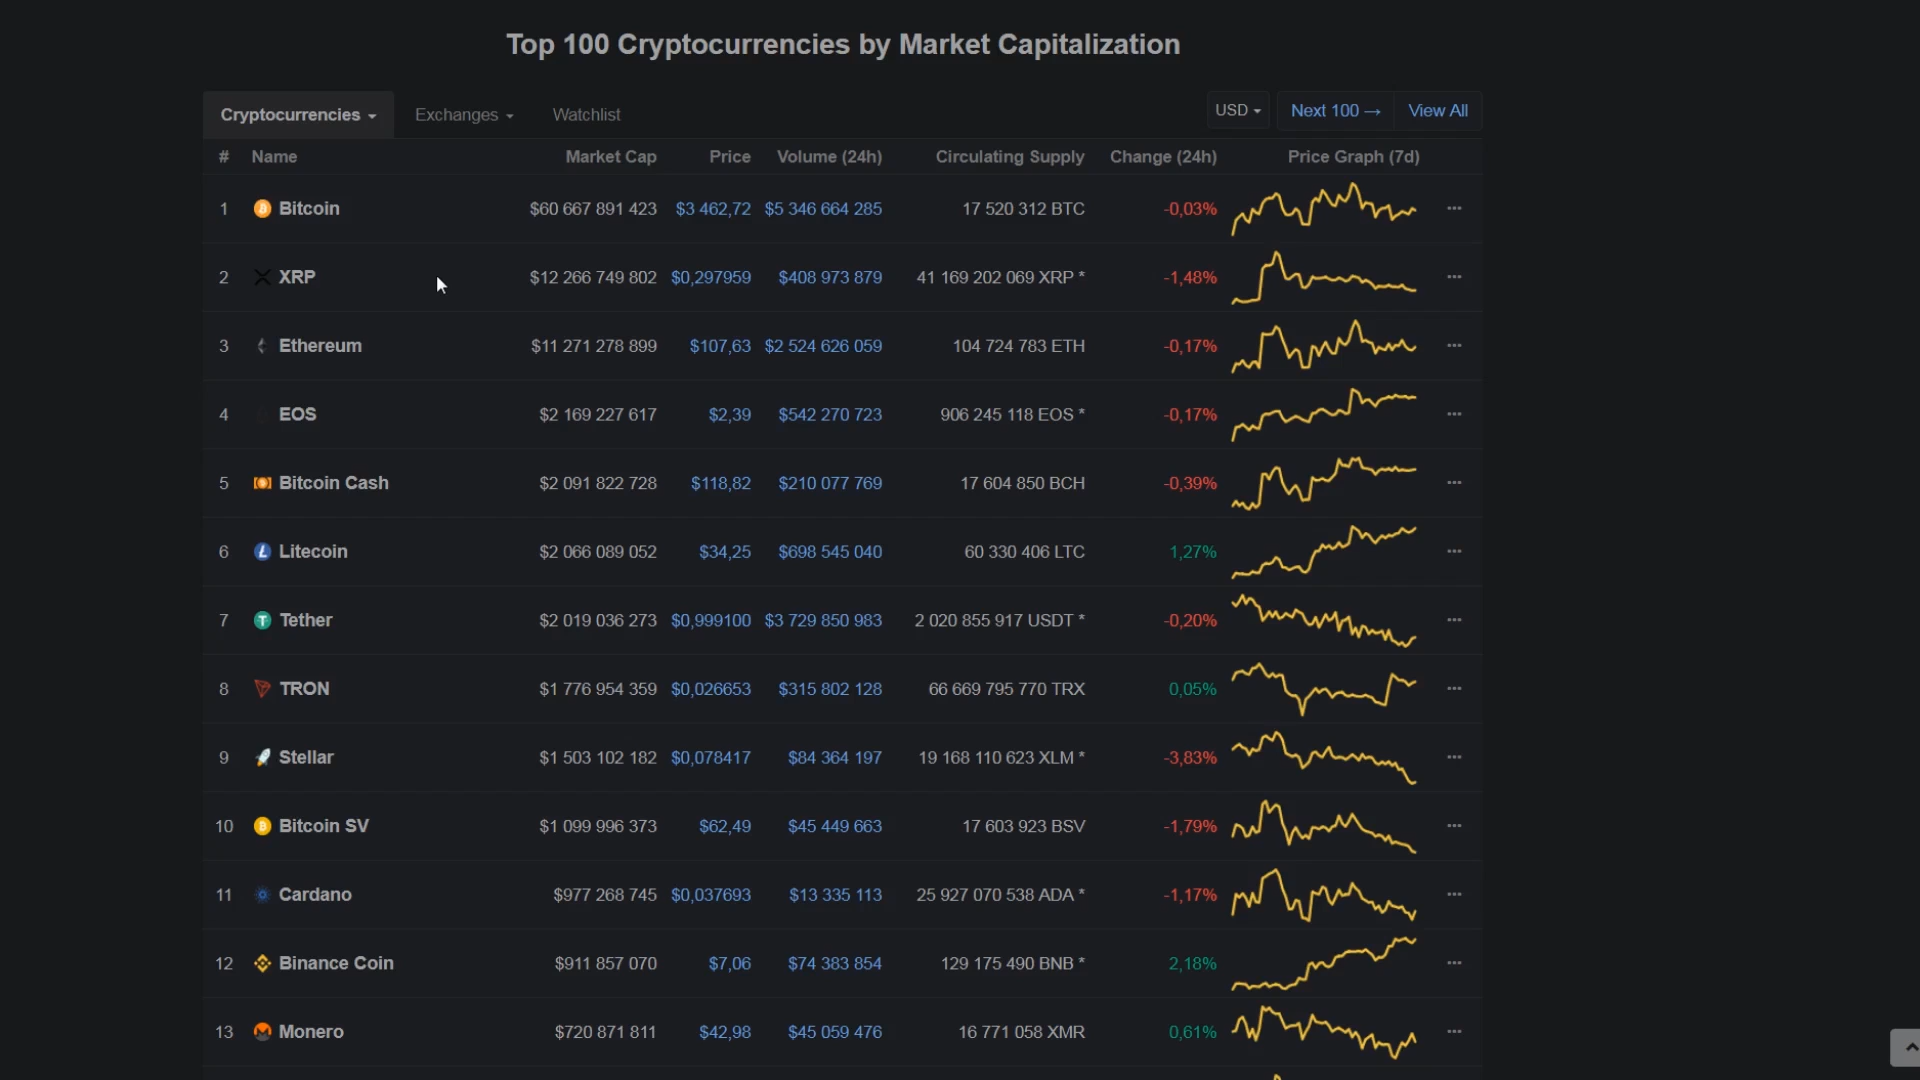 Top 100 Cryptocurrencies by Market Capitalization
Cryptocurrencies Exchanges Watchlist USD Next 100 → View All
# Name Market Cap Price Volume (24h) Circulating Supply Change (24h) Price Graph (7d)
1 Bitcoin $60 667 891 423 $3 462,72 $5 346 664 285 17 520 312 BTC -0,03%
2 XRP $12 266 749 802 $0,297959 $408 973 879 41 169 202 069 XRP * -1,48%
3 Ethereum $11 271 278 899 $107,63 $2 524 626 059 104 724 783 ETH -0,17%
4 EOS $2 169 227 617 $2,39 $542 270 723 906 245 118 EOS * -0,17%
5 Bitcoin Cash $2 091 822 728 $118,82 $210 077 769 17 604 850 BCH -0,39%
6 Litecoin $2 066 089 052 $34,25 $698 545 040 60 330 406 LTC 1,27%
7 Tether $2 019 036 273 $0,999100 $3 729 850 983 2 020 855 917 USDT * -0,20%
8 TRON $1 776 954 359 $0,026653 $315 802 128 66 669 795 770 TRX 0,05%
9 Stellar $1 503 102 182 $0,078417 $84 364 197 19 168 110 623 XLM * -3,83%
10 Bitcoin SV $1 099 996 373 $62,49 $45 449 663 17 603 923 BSV -1,79%
11 Cardano $977 268 745 $0,037693 $13 335 113 25 927 070 538 ADA * -1,17%
12 Binance Coin $911 857 070 $7,06 $74 383 854 129 175 490 BNB * 2,18%
13 Monero $720 871 811 $42,98 $45 059 476 16 771 058 XMR 0,61%